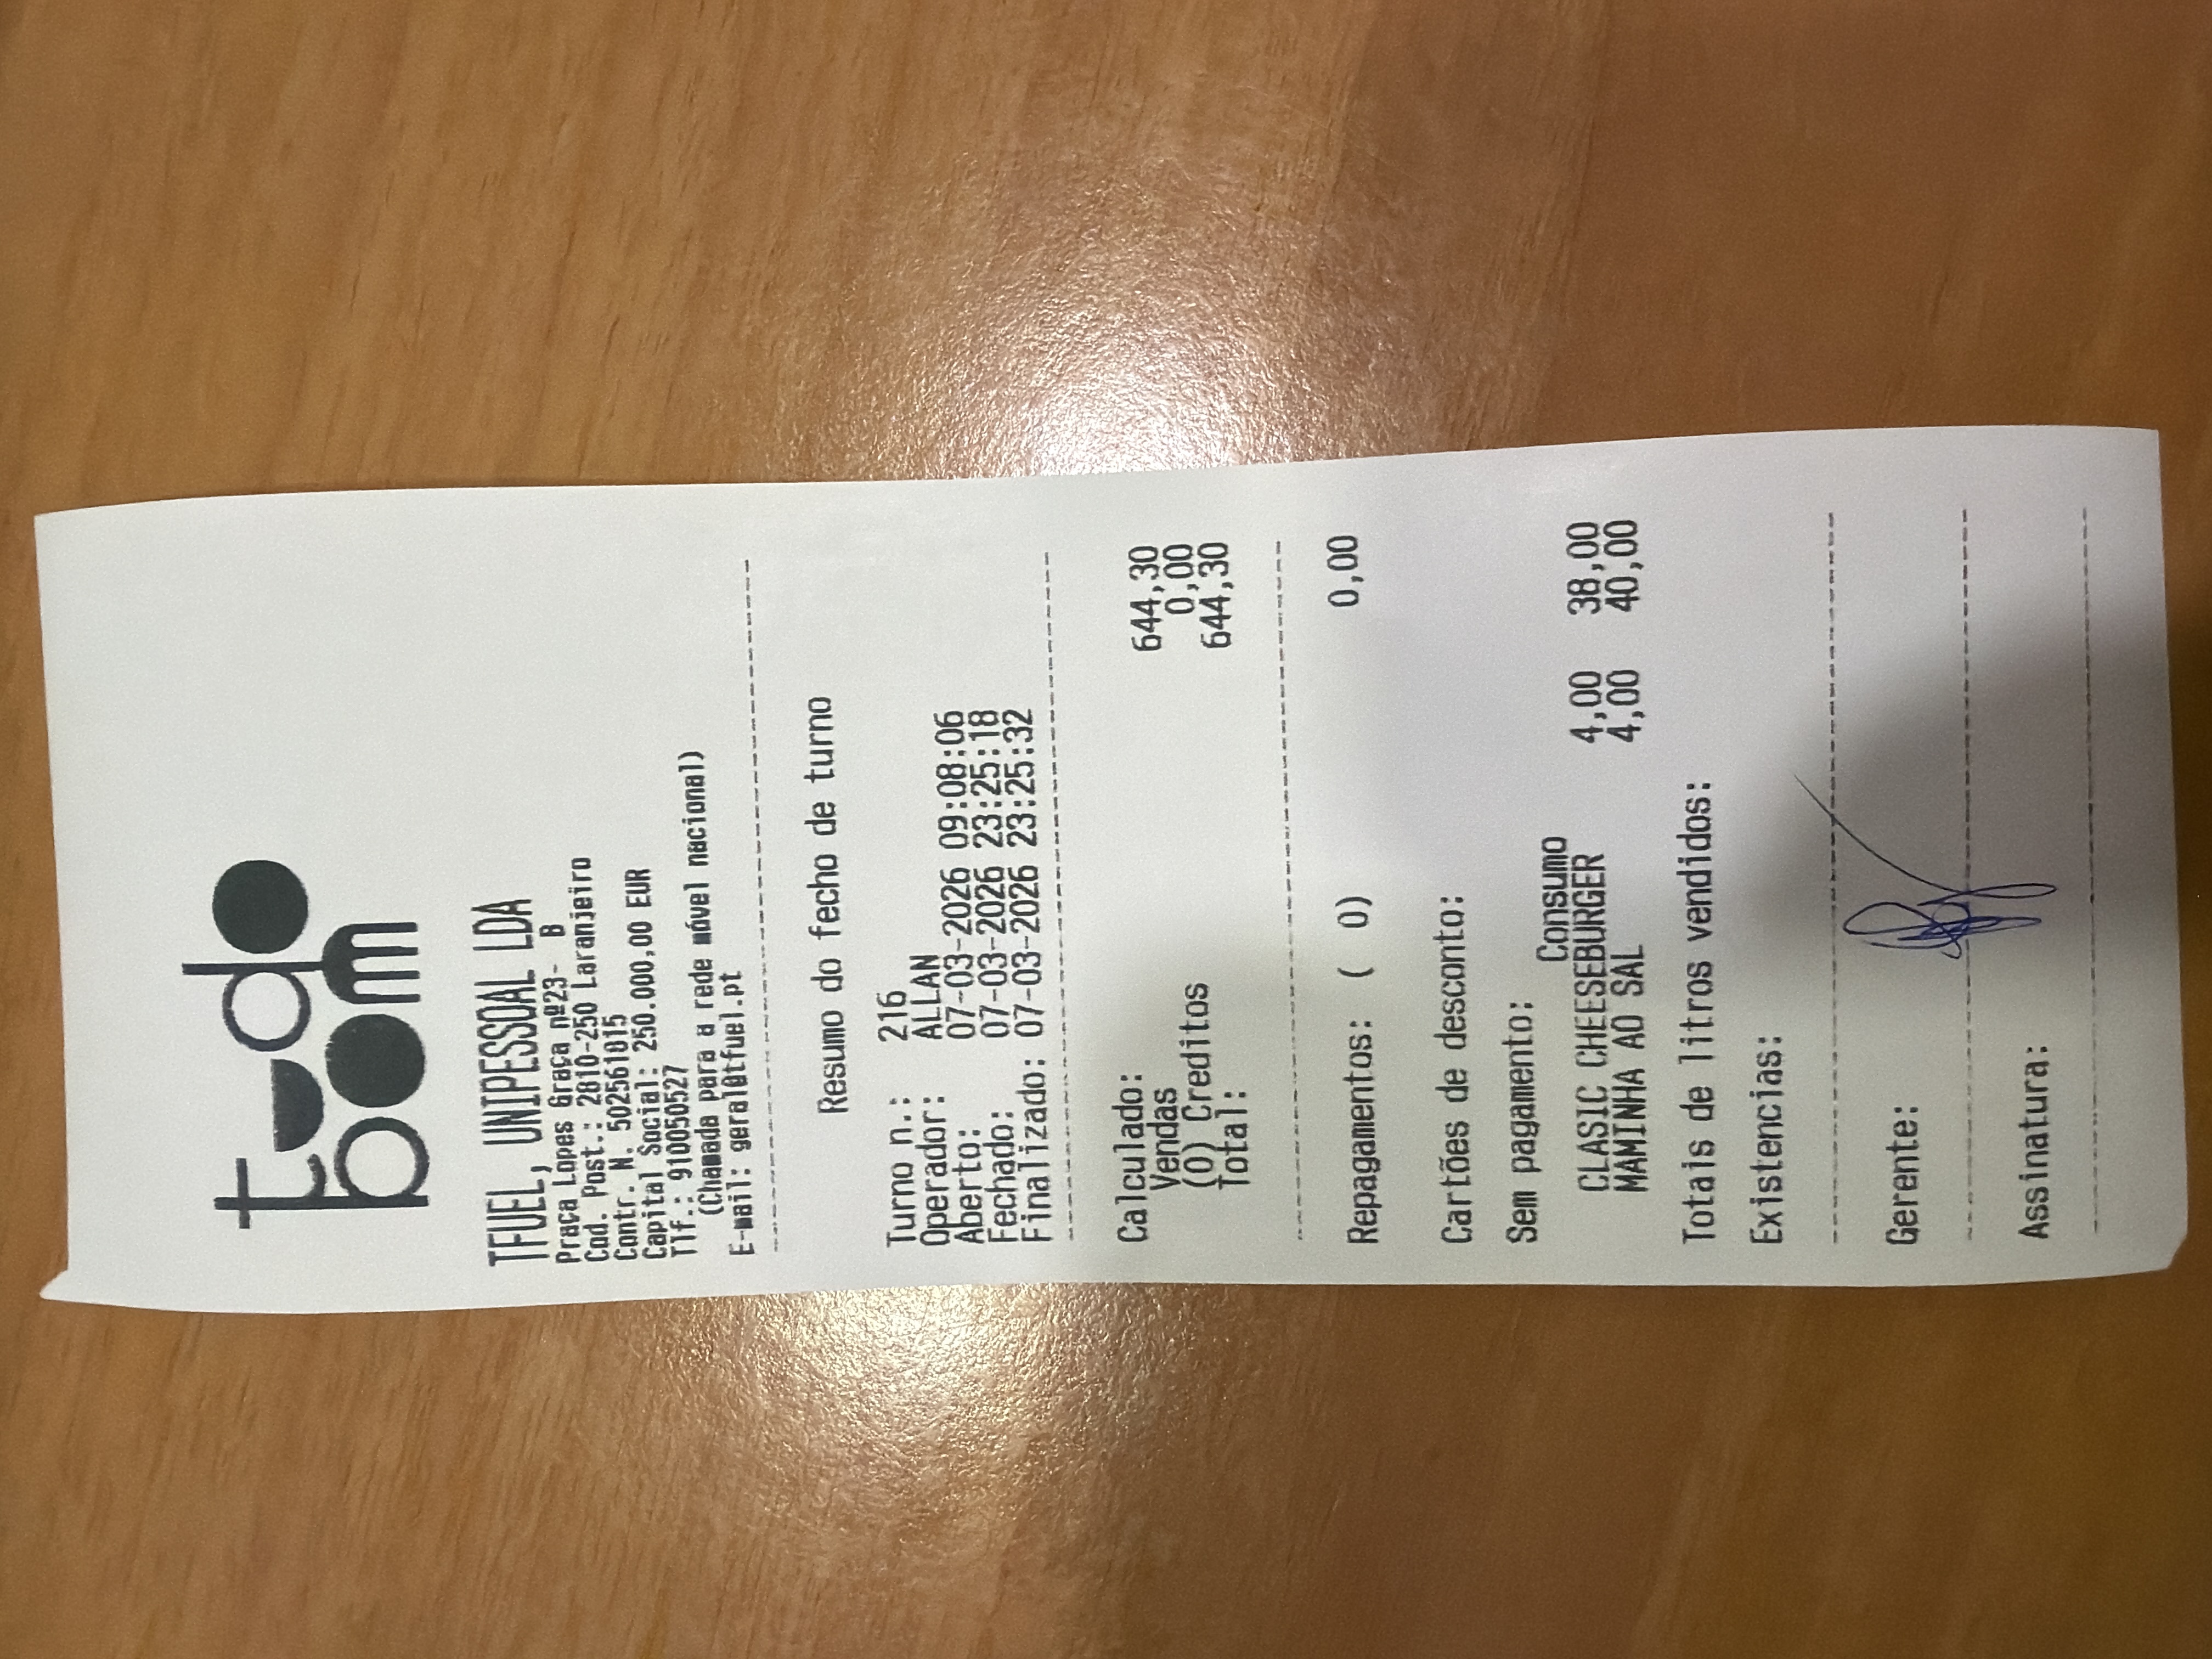 tudo
bom
TFUEL, UNIPESSOAL LDA
Praca Lopes Graça nº23- B
Cod. Post.: 2810-250 Laranjeiro
Contr. N. 502561815
Capital Social: 250.000,00 EUR
Tlf.: 910050527
(Chamada para a rede móvel nacional)
E-mail: geral@tfuel.pt
Resumo do fecho de turno
Turno n.: 216
Operador: ALLAN
Aberto: 07-03-2026 09:08:06
Fechado: 07-03-2026 23:25:18
Finalizado: 07-03-2026 23:25:32
Calculado:
Vendas 644,30
(0) Creditos 0,00
Total: 644,30
Repagamentos: ( 0) 0,00
Cartões de desconto:
Sem pagamento:
Consumo
CLASIC CHEESEBURGER 4,00 38,00
MAMINHA AO SAL 4,00 40,00
Totais de litros vendidos:
Existencias:
Gerente:
Assinatura: